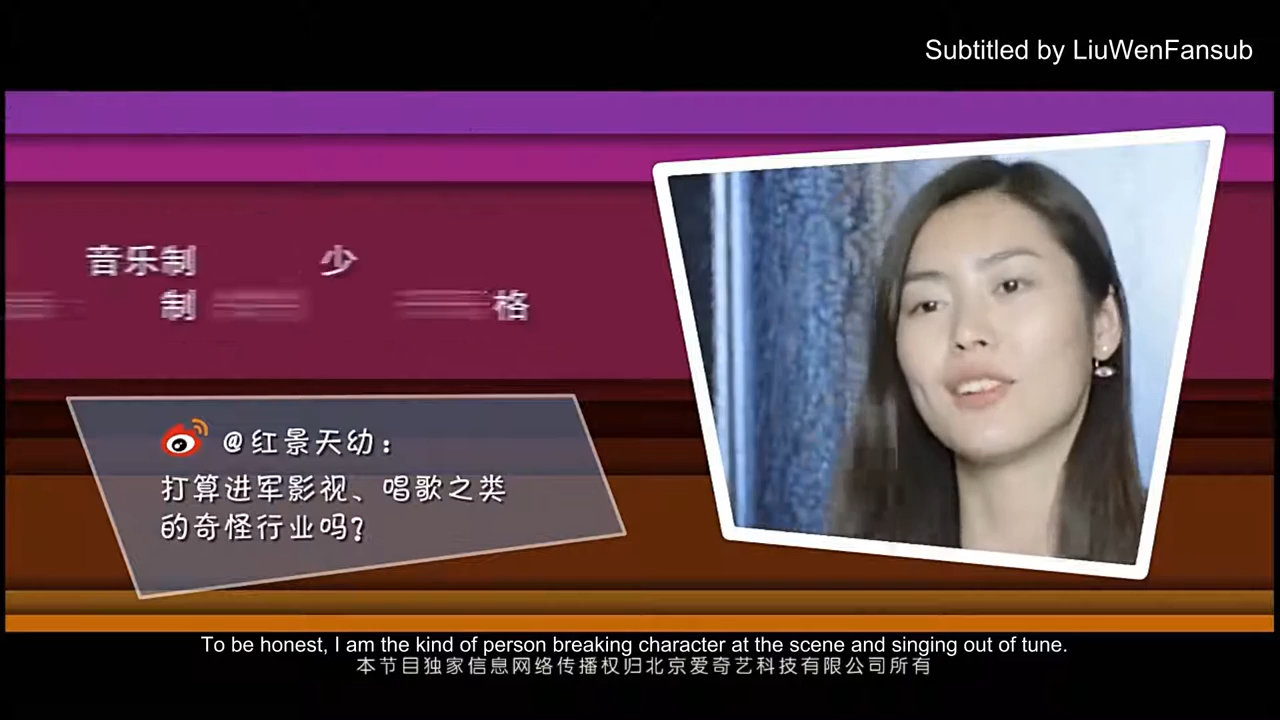 Subtitled by LiuWenFansub
音乐制 少
制 格
@红景天幼：
打算进军影视、唱歌之类
的奇怪行业吗？
To be honest, I am the kind of person breaking character at the scene and singing out of tune.
本节目独家信息网络传播权归北京爱奇艺科技有限公司所有